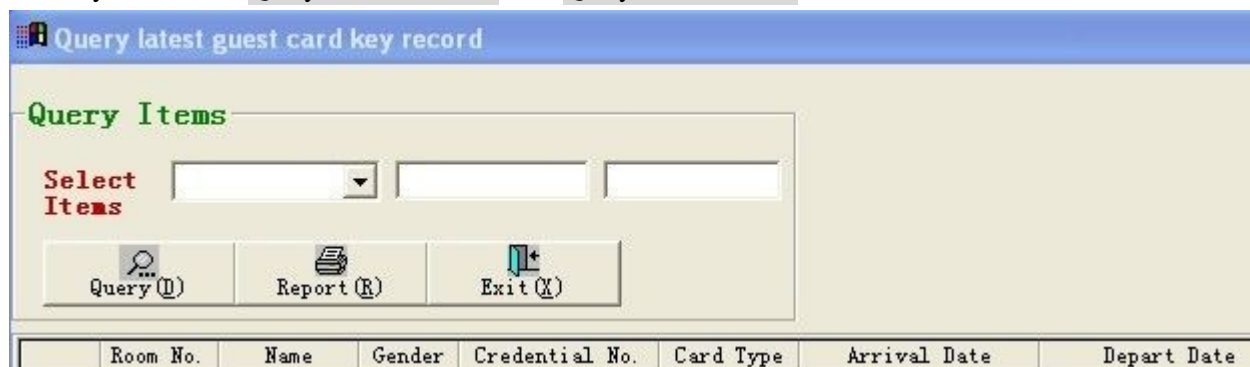 Query latest guest card key record
Query Items
Select
Items
Query(D) Report(R) Exit(X)
Room No. Name Gender Credential No. Card Type Arrival Date Depart Date